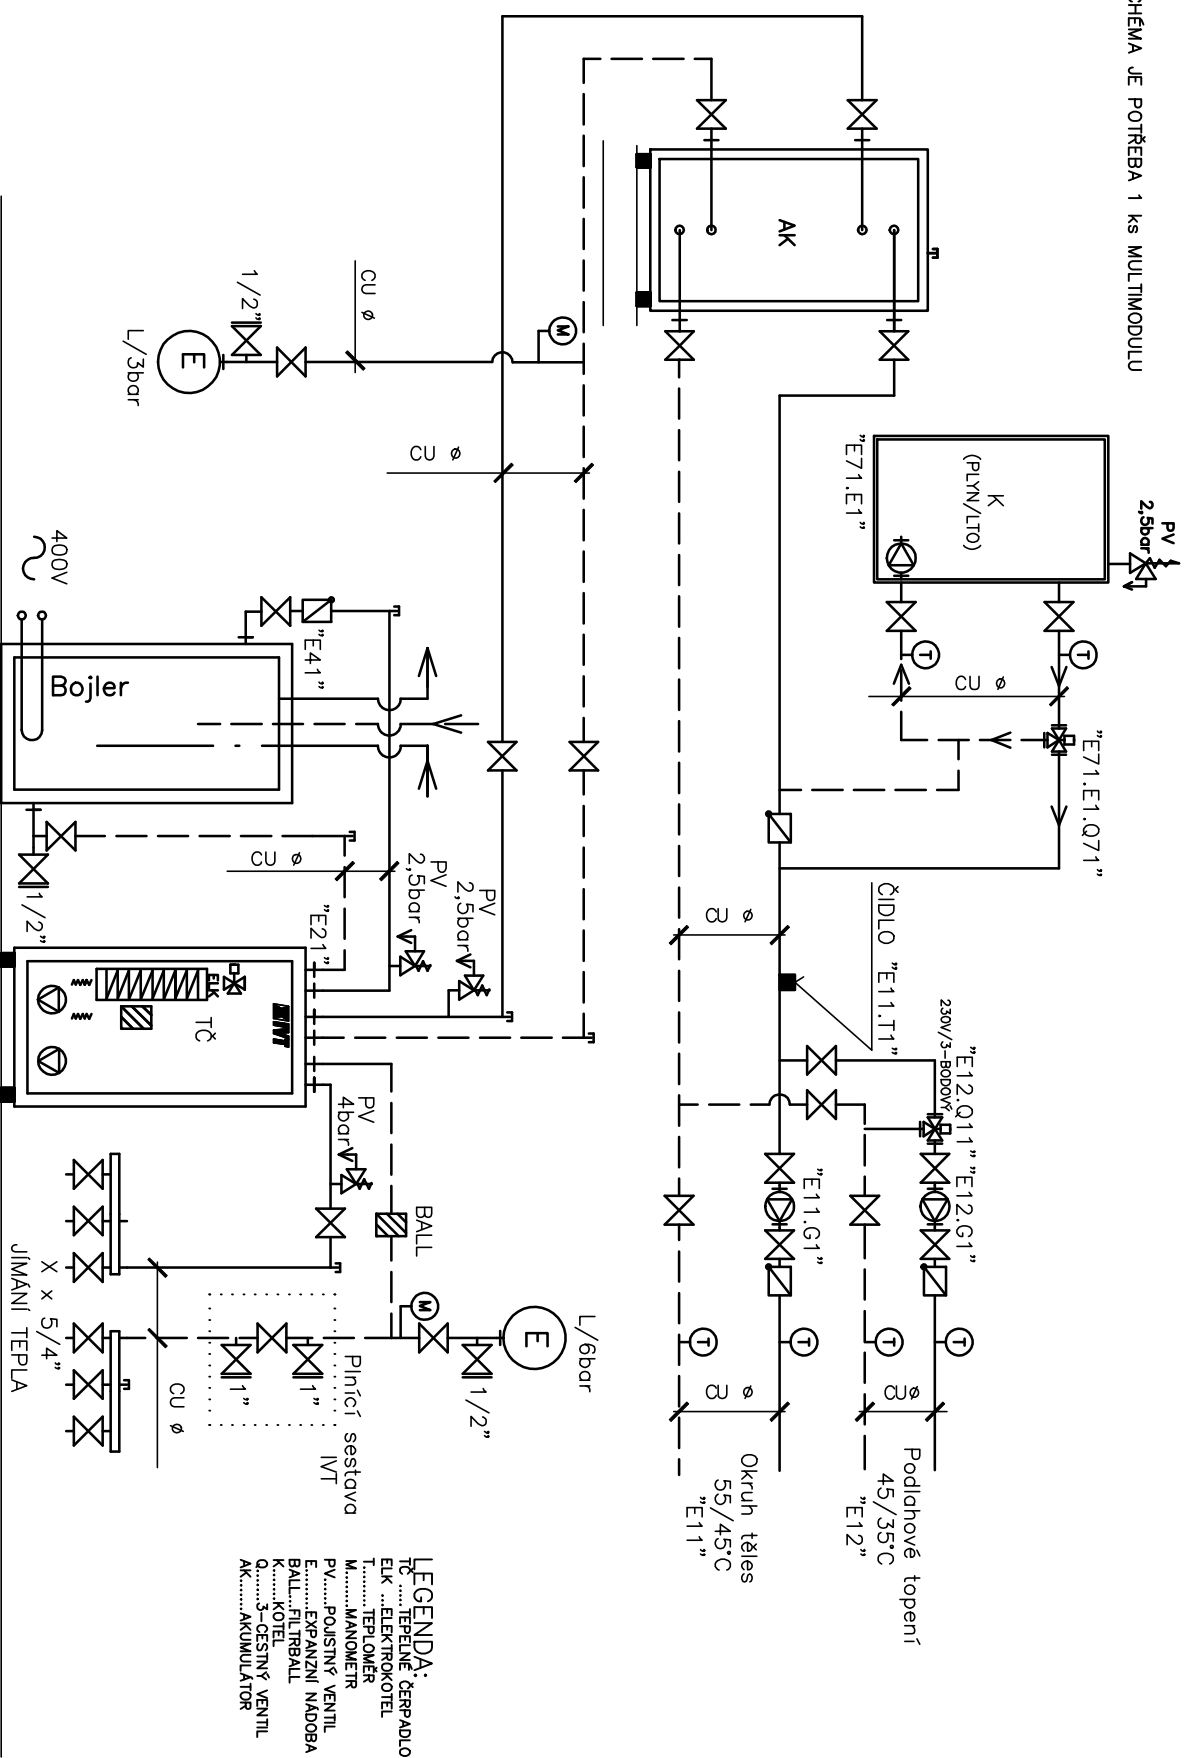 CHÉMA JE POTŘEBA 1 ks MULTIMODULU
PV
2,5bar
K
(PLYN/LTO)
"E71.E1"
CU ø
"E71.E1.Q71"
AK
M
CU ø
1/2"
E
L/3bar
CU ø
T
T
ČIDLO "E11.T1"
CU ø
230V/3-BODOVÝ
"E12.Q11"
"E12.G1"
"E11.G1"
T
T
T
T
CU ø
CUø
Podlahové topení
45/35°C
"E12"
Okruh těles
55/45°C
"E11"
400V
Bojler
"E41"
CU ø
1/2"
PV
2,5bar
PV
2,5bar
"E21"
ELK
TČ
IVT
PV
4bar
BALL
L/6bar
E
M
1/2"
Plnící sestava
IVT
1"
1"
CU ø
X x 5/4"
JÍMÁNÍ TEPLA
LEGENDA:
TČ .....TEPELNÉ ČERPADLO
ELK ...ELEKTROKOTEL
T.........TEPLOMĚR
M........MANOMETR
PV......POJISTNÝ VENTIL
E.........EXPANZNÍ NÁDOBA
BALL...FILTRBALL
K.........KOTEL
Q........3-CESTNÝ VENTIL
AK......AKUMULÁTOR